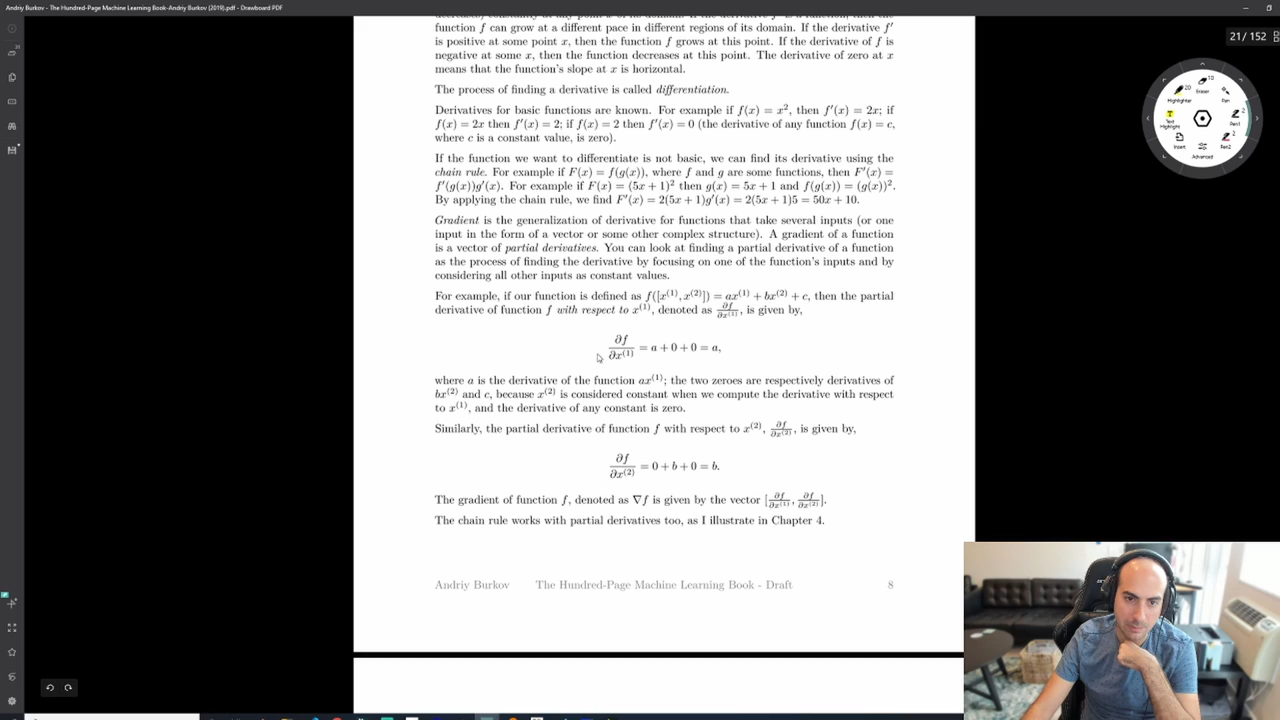 Andriy Burkov - The Hundred-Page Machine Learning Book-Andriy Burkov (2019).pdf - Drawboard PDF
21 / 152
function f can grow at a different pace in different regions of its domain. If the derivative f′
is positive at some point x, then the function f grows at this point. If the derivative of f is
negative at some x, then the function decreases at this point. The derivative of zero at x
means that the function's slope at x is horizontal.
The process of finding a derivative is called differentiation.
Derivatives for basic functions are known. For example if f(x) = x², then f′(x) = 2x; if
f(x) = 2x then f′(x) = 2; if f(x) = 2 then f′(x) = 0 (the derivative of any function f(x) = c,
where c is a constant value, is zero).
If the function we want to differentiate is not basic, we can find its derivative using the
chain rule. For example if F(x) = f(g(x)), where f and g are some functions, then F′(x) =
f′(g(x))g′(x). For example if F(x) = (5x + 1)² then g(x) = 5x + 1 and f(g(x)) = (g(x))².
By applying the chain rule, we find F′(x) = 2(5x + 1)g′(x) = 2(5x + 1)5 = 50x + 10.
Gradient is the generalization of derivative for functions that take several inputs (or one
input in the form of a vector or some other complex structure). A gradient of a function
is a vector of partial derivatives. You can look at finding a partial derivative of a function
as the process of finding the derivative by focusing on one of the function's inputs and by
considering all other inputs as constant values.
For example, if our function is defined as f([x⁽¹⁾, x⁽²⁾]) = ax⁽¹⁾ + bx⁽²⁾ + c, then the partial
derivative of function f with respect to x⁽¹⁾, denoted as ∂f/∂x⁽¹⁾, is given by,
∂f/∂x⁽¹⁾ = a + 0 + 0 = a,
where a is the derivative of the function ax⁽¹⁾; the two zeroes are respectively derivatives of
bx⁽²⁾ and c, because x⁽²⁾ is considered constant when we compute the derivative with respect
to x⁽¹⁾, and the derivative of any constant is zero.
Similarly, the partial derivative of function f with respect to x⁽²⁾, ∂f/∂x⁽²⁾, is given by,
∂f/∂x⁽²⁾ = 0 + b + 0 = b.
The gradient of function f, denoted as ∇f is given by the vector [∂f/∂x⁽¹⁾, ∂f/∂x⁽²⁾].
The chain rule works with partial derivatives too, as I illustrate in Chapter 4.
Andriy Burkov The Hundred-Page Machine Learning Book - Draft 8
Highlighter
Eraser
Pen
Text Highlight
Pen1
Insert
Pen2
Advanced